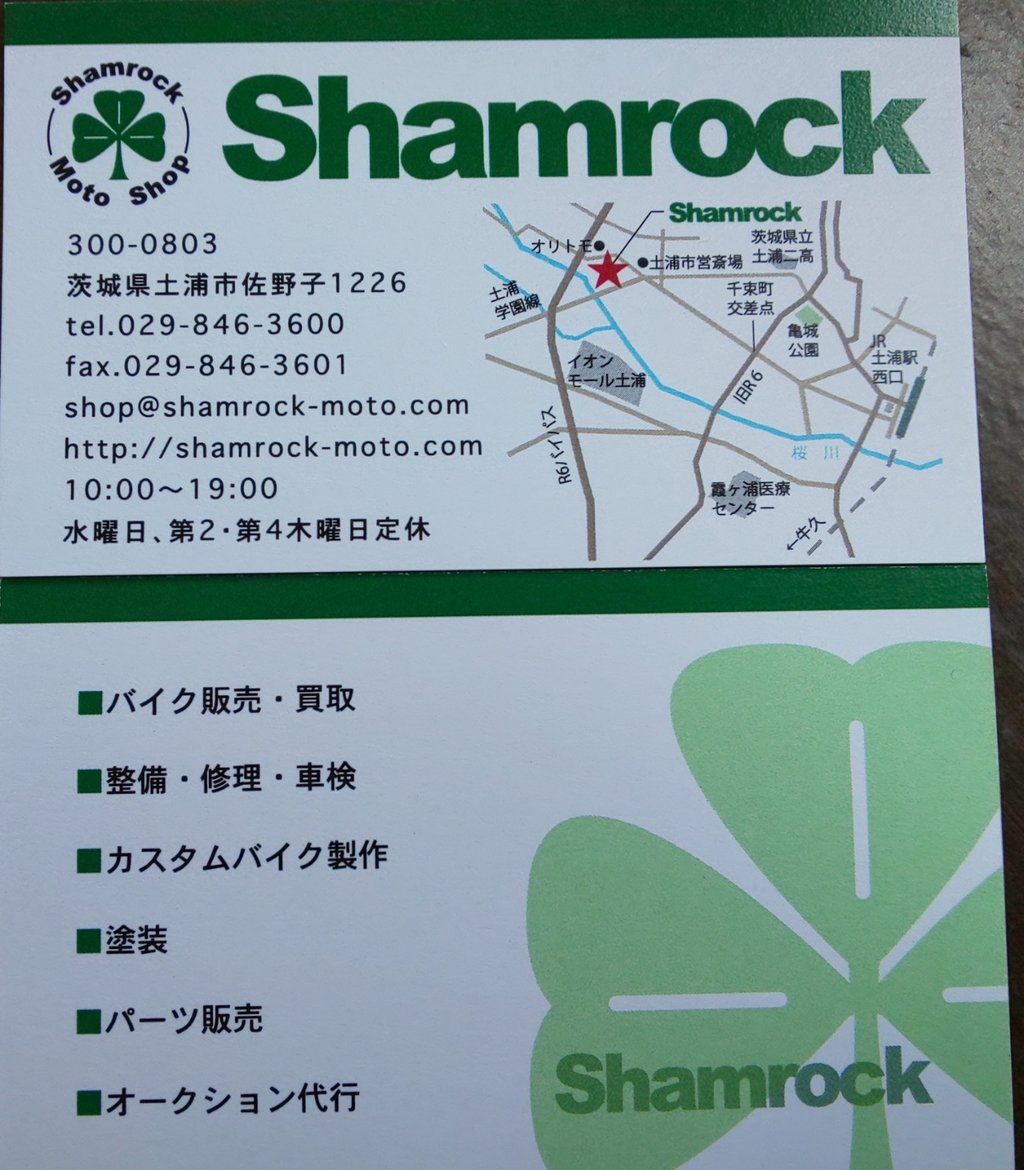 Shamrock
Moto Shop
Shamrock
300-0803
茨城県土浦市佐野子1226
tel.029-846-3600
fax.029-846-3601
shop@shamrock-moto.com
http://shamrock-moto.com
10:00〜19:00
水曜日、第2・第4木曜日定休
Shamrock
オリトモ
土浦市営斎場
茨城県立
土浦二高
土浦
学園線
千束町
交差点
亀城
公園
JR
土浦駅
西口
イオン
モール土浦
旧R6
R6バイパス
桜川
霞ヶ浦医療
センター
←牛久
■バイク販売・買取
■整備・修理・車検
■カスタムバイク製作
■塗装
■パーツ販売
■オークション代行
Shamrock